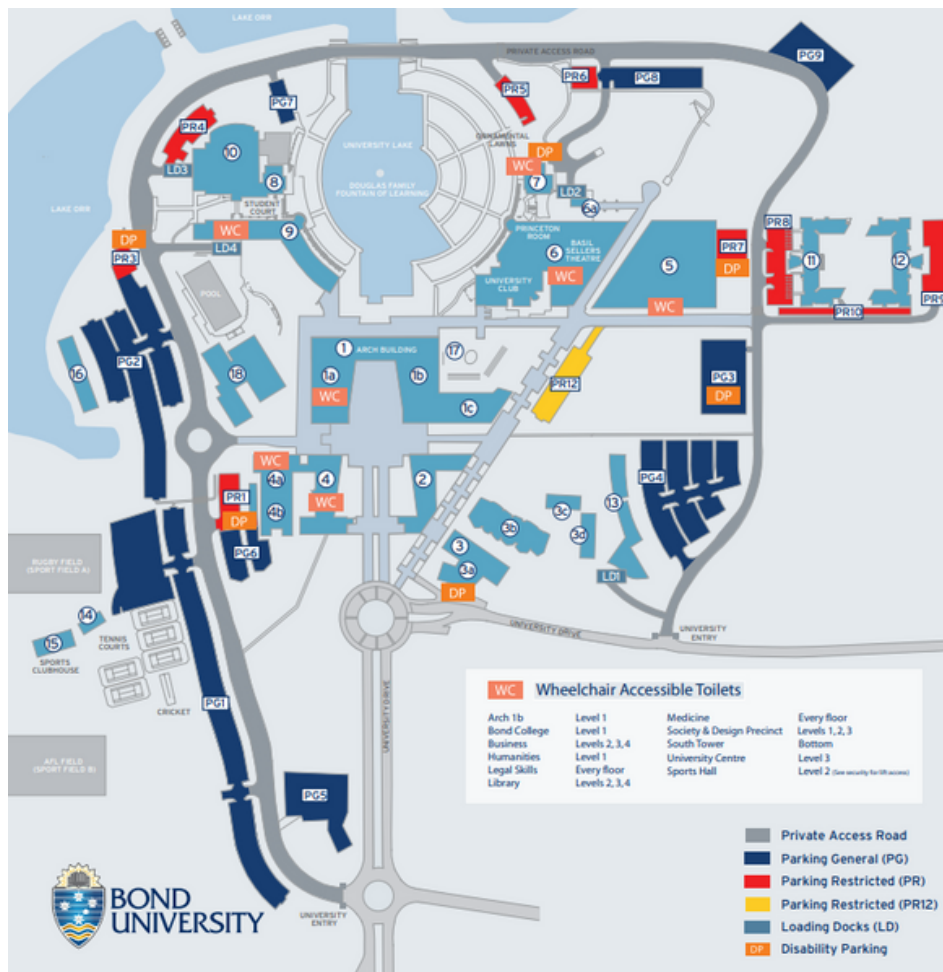 LAKE ORR
PRIVATE ACCESS ROAD
PG9
PR6
PG8
PR5
PG7
PR4
ORNAMENTAL
LAWNS
UNIVERSITY LAKE
DP
10
WC
LD3
8
7
LD2
DOUGLAS FAMILY
FOUNTAIN OF LEARNING
6a
STUDENT
COURT
LAKE ORR
PR8
WC
9
PRINCETON
ROOM
DP
LD4
6
BASIL
SELLERS
THEATRE
PR7
11
12
PR3
5
DP
WC
UNIVERSITY
CLUB
POOL
PR9
WC
PR10
1
ARCH BUILDING
17
PG2
16
18
1a
1b
PR12
PG3
WC
DP
1c
WC
4a
4
2
PG4
PR1
WC
13
4b
3c
3b
DP
3d
PG6
3
RUGBY FIELD
(SPORT FIELD A)
3a
LD1
DP
14
15
TENNIS
COURTS
SPORTS
CLUBHOUSE
UNIVERSITY DRIVE
UNIVERSITY
ENTRY
CRICKET
PG1
UNIVERSITY DRIVE
AFL FIELD
(SPORT FIELD B)
PG5
WC Wheelchair Accessible Toilets
Arch 1b Level 1
Bond College Level 1
Business Levels 2, 3, 4
Humanities Level 1
Legal Skills Every floor
Library Levels 2, 3, 4
Medicine Every floor
Society & Design Precinct Levels 1, 2, 3
South Tower Bottom
University Centre Level 3
Sports Hall Level 2 (See security for lift access)
Private Access Road
Parking General (PG)
Parking Restricted (PR)
Parking Restricted (PR12)
Loading Docks (LD)
DP Disability Parking
BOND
UNIVERSITY
UNIVERSITY
ENTRY